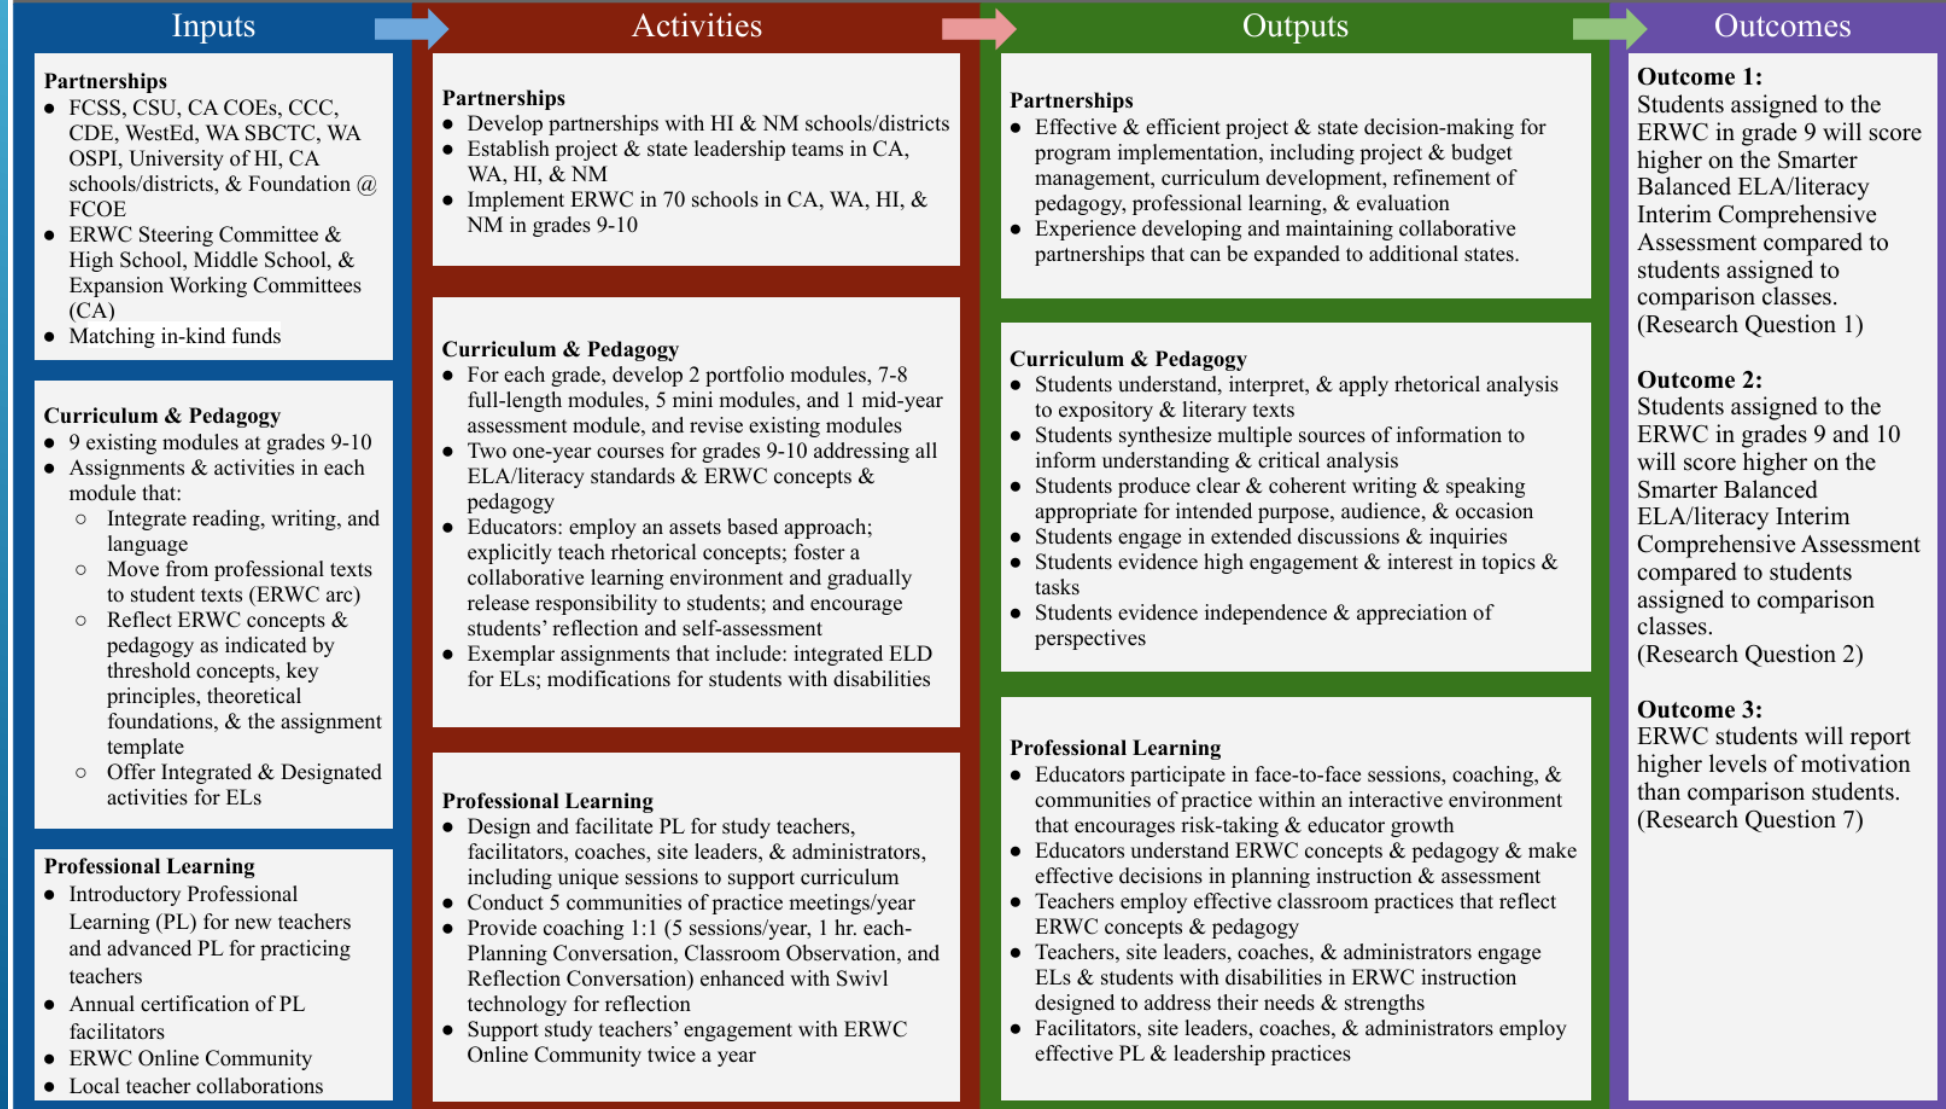 Inputs
Partnerships
● FCSS, CSU, CA COEs, CCC,
CDE, WestEd, WA SBCTC, WA
OSPI, University of HI, CA
schools/districts, & Foundation @
FCOE
● ERWC Steering Committee &
High School, Middle School, &
Expansion Working Committees
(CA)
● Matching in-kind funds
Curriculum & Pedagogy
● 9 existing modules at grades 9-10
● Assignments & activities in each
module that:
○ Integrate reading, writing, and
language
○ Move from professional texts
to student texts (ERWC arc)
○ Reflect ERWC concepts &
pedagogy as indicated by
threshold concepts, key
principles, theoretical
foundations, & the assignment
template
○ Offer Integrated & Designated
activities for ELs
Professional Learning
● Introductory Professional
Learning (PL) for new teachers
and advanced PL for practicing
teachers
● Annual certification of PL
facilitators
● ERWC Online Community
● Local teacher collaborations
Activities
Partnerships
● Develop partnerships with HI & NM schools/districts
● Establish project & state leadership teams in CA,
WA, HI, & NM
● Implement ERWC in 70 schools in CA, WA, HI, &
NM in grades 9-10
Curriculum & Pedagogy
● For each grade, develop 2 portfolio modules, 7-8
full-length modules, 5 mini modules, and 1 mid-year
assessment module, and revise existing modules
● Two one-year courses for grades 9-10 addressing all
ELA/literacy standards & ERWC concepts &
pedagogy
● Educators: employ an assets based approach;
explicitly teach rhetorical concepts; foster a
collaborative learning environment and gradually
release responsibility to students; and encourage
students’ reflection and self-assessment
● Exemplar assignments that include: integrated ELD
for ELs; modifications for students with disabilities
Professional Learning
● Design and facilitate PL for study teachers,
facilitators, coaches, site leaders, & administrators,
including unique sessions to support curriculum
● Conduct 5 communities of practice meetings/year
● Provide coaching 1:1 (5 sessions/year, 1 hr. each-
Planning Conversation, Classroom Observation, and
Reflection Conversation) enhanced with Swivl
technology for reflection
● Support study teachers’ engagement with ERWC
Online Community twice a year
Outputs
Partnerships
● Effective & efficient project & state decision-making for
program implementation, including project & budget
management, curriculum development, refinement of
pedagogy, professional learning, & evaluation
● Experience developing and maintaining collaborative
partnerships that can be expanded to additional states.
Curriculum & Pedagogy
● Students understand, interpret, & apply rhetorical analysis
to expository & literary texts
● Students synthesize multiple sources of information to
inform understanding & critical analysis
● Students produce clear & coherent writing & speaking
appropriate for intended purpose, audience, & occasion
● Students engage in extended discussions & inquiries
● Students evidence high engagement & interest in topics &
tasks
● Students evidence independence & appreciation of
perspectives
Professional Learning
● Educators participate in face-to-face sessions, coaching, &
communities of practice within an interactive environment
that encourages risk-taking & educator growth
● Educators understand ERWC concepts & pedagogy & make
effective decisions in planning instruction & assessment
● Teachers employ effective classroom practices that reflect
ERWC concepts & pedagogy
● Teachers, site leaders, coaches, & administrators engage
ELs & students with disabilities in ERWC instruction
designed to address their needs & strengths
● Facilitators, site leaders, coaches, & administrators employ
effective PL & leadership practices
Outcomes
Outcome 1:
Students assigned to the
ERWC in grade 9 will score
higher on the Smarter
Balanced ELA/literacy
Interim Comprehensive
Assessment compared to
students assigned to
comparison classes.
(Research Question 1)
Outcome 2:
Students assigned to the
ERWC in grades 9 and 10
will score higher on the
Smarter Balanced
ELA/literacy Interim
Comprehensive Assessment
compared to students
assigned to comparison
classes.
(Research Question 2)
Outcome 3:
ERWC students will report
higher levels of motivation
than comparison students.
(Research Question 7)